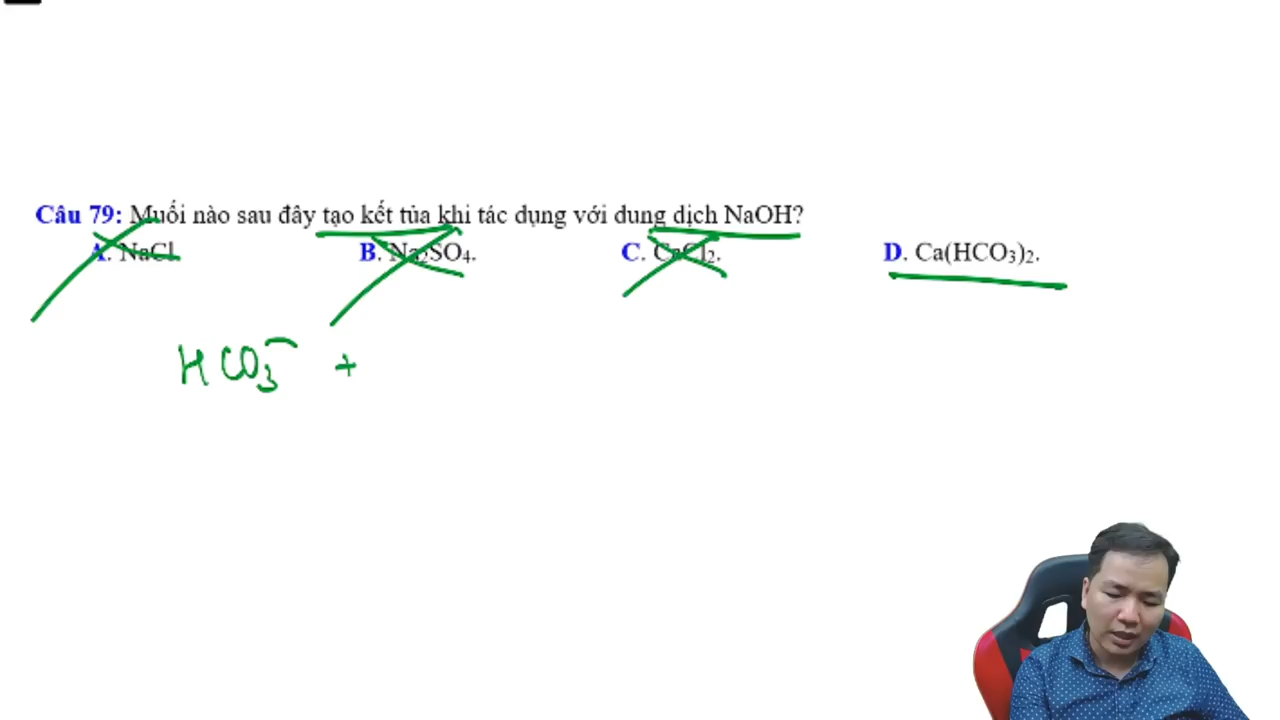 Câu 79: Muối nào sau đây tạo kết tủa khi tác dụng với dung dịch NaOH?
A. NaCl. B. Na₂SO₄. C. CaCl₂. D. Ca(HCO₃)₂.
HCO₃⁻ +